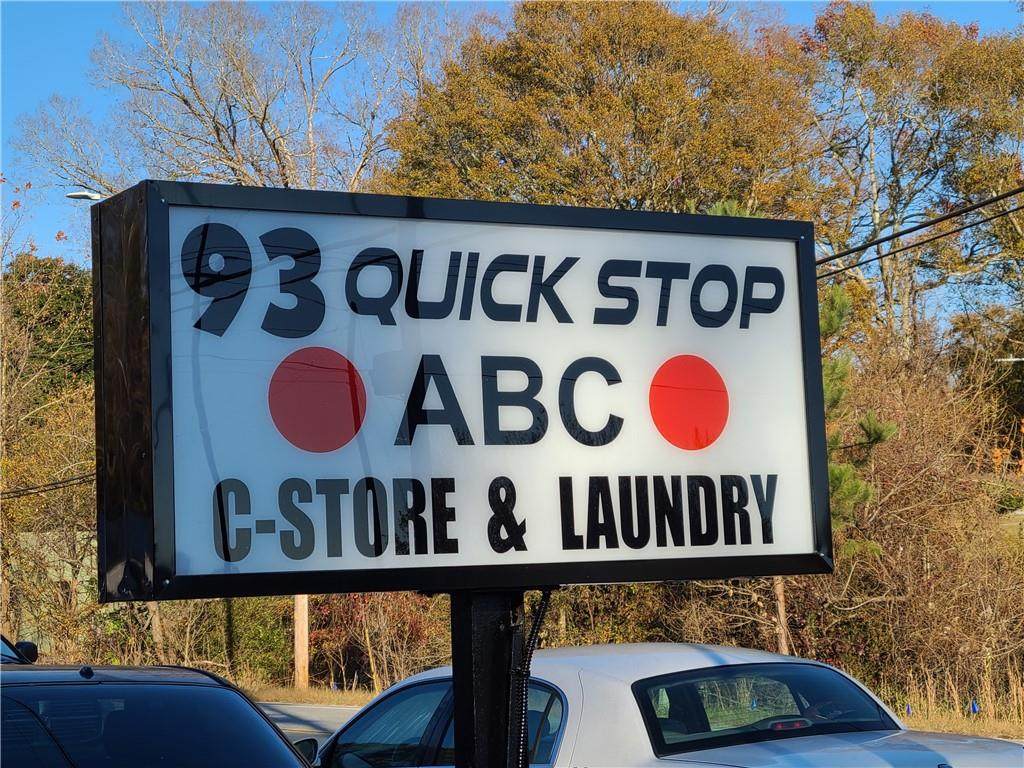 93 QUICK STOP
ABC
C-STORE & LAUNDRY